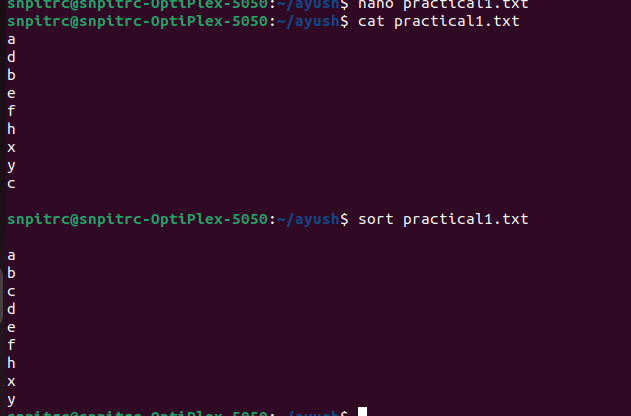 snpitrc@snpitrc-OptiPlex-5050:~/ayush$ nano practical1.txt
snpitrc@snpitrc-OptiPlex-5050:~/ayush$ cat practical1.txt
a
d
b
e
f
h
x
y
c
snpitrc@snpitrc-OptiPlex-5050:~/ayush$ sort practical1.txt
a
b
c
d
e
f
h
x
y
snpitrc@snpitrc-OptiPlex-5050:~/ayush$